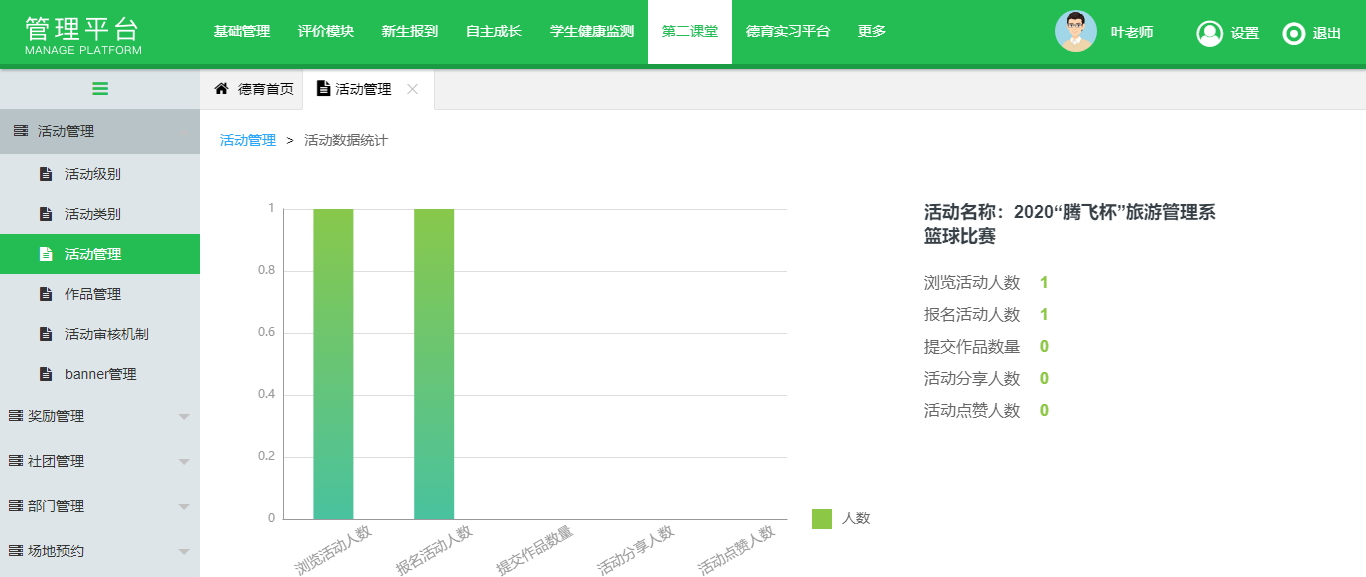 管理平台
MANAGE PLATFORM
基础管理 评价模块 新生报到 自主成长 学生健康监测 第二课堂 德育实习平台 更多
叶老师 设置 退出
德育首页 活动管理
活动管理
活动级别
活动类别
活动管理
作品管理
活动审核机制
banner管理
奖励管理
社团管理
部门管理
场地预约
活动管理 > 活动数据统计
1
0.8
0.6
0.4
0.2
0
浏览活动人数 报名活动人数 提交作品数量 活动分享人数 活动点赞人数
人数
活动名称：2020“腾飞杯”旅游管理系
篮球比赛
浏览活动人数 1
报名活动人数 1
提交作品数量 0
活动分享人数 0
活动点赞人数 0